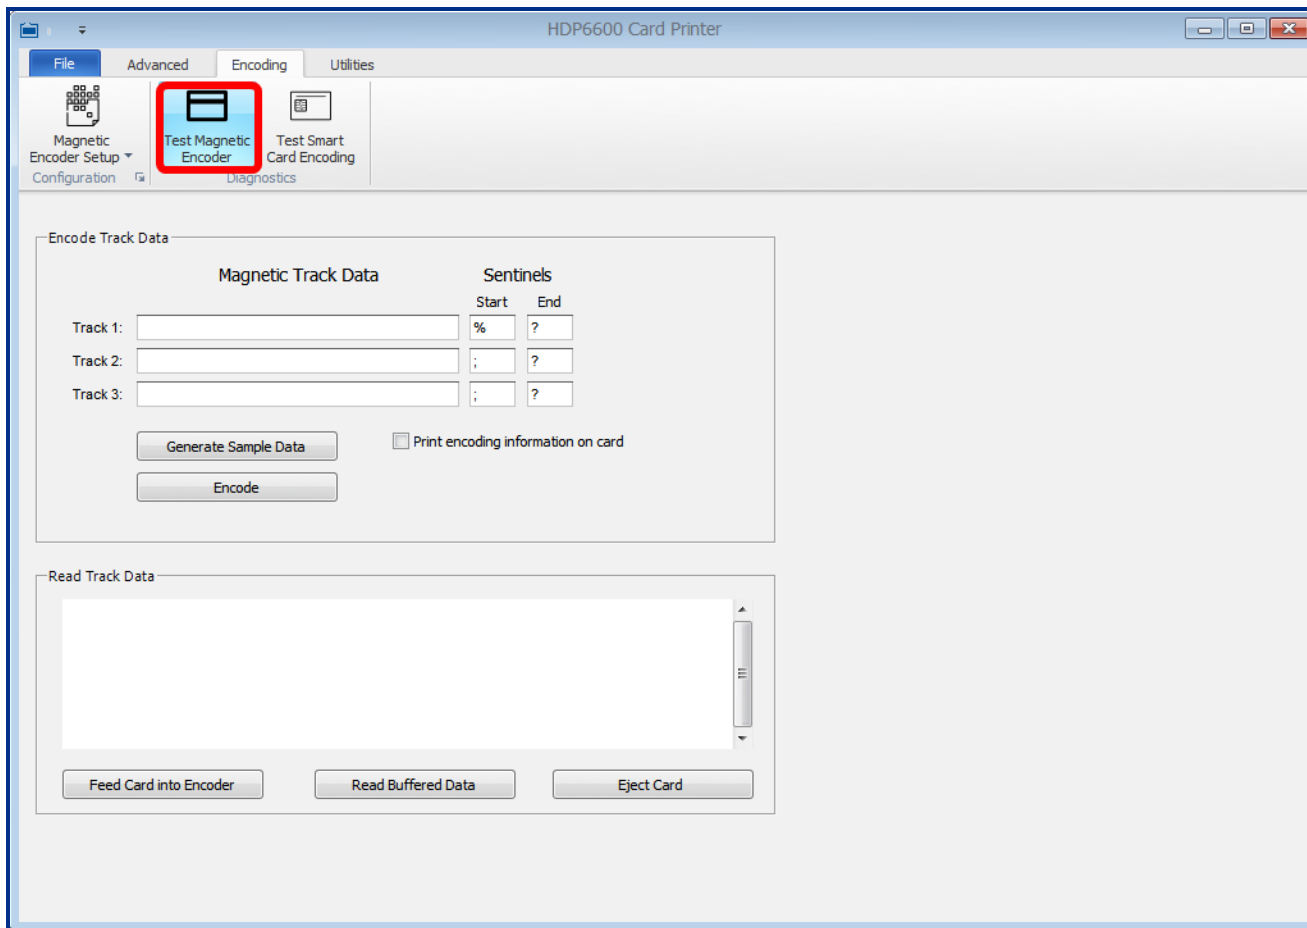 HDP6600 Card Printer
File Advanced Encoding Utilities
Magnetic
Encoder Setup
Test Magnetic
Encoder
Test Smart
Card Encoding
Configuration
Diagnostics
Encode Track Data
Magnetic Track Data Sentinels
Start End
Track 1: % ?
Track 2: ; ?
Track 3: ; ?
Generate Sample Data Print encoding information on card
Encode
Read Track Data
Feed Card into Encoder Read Buffered Data Eject Card